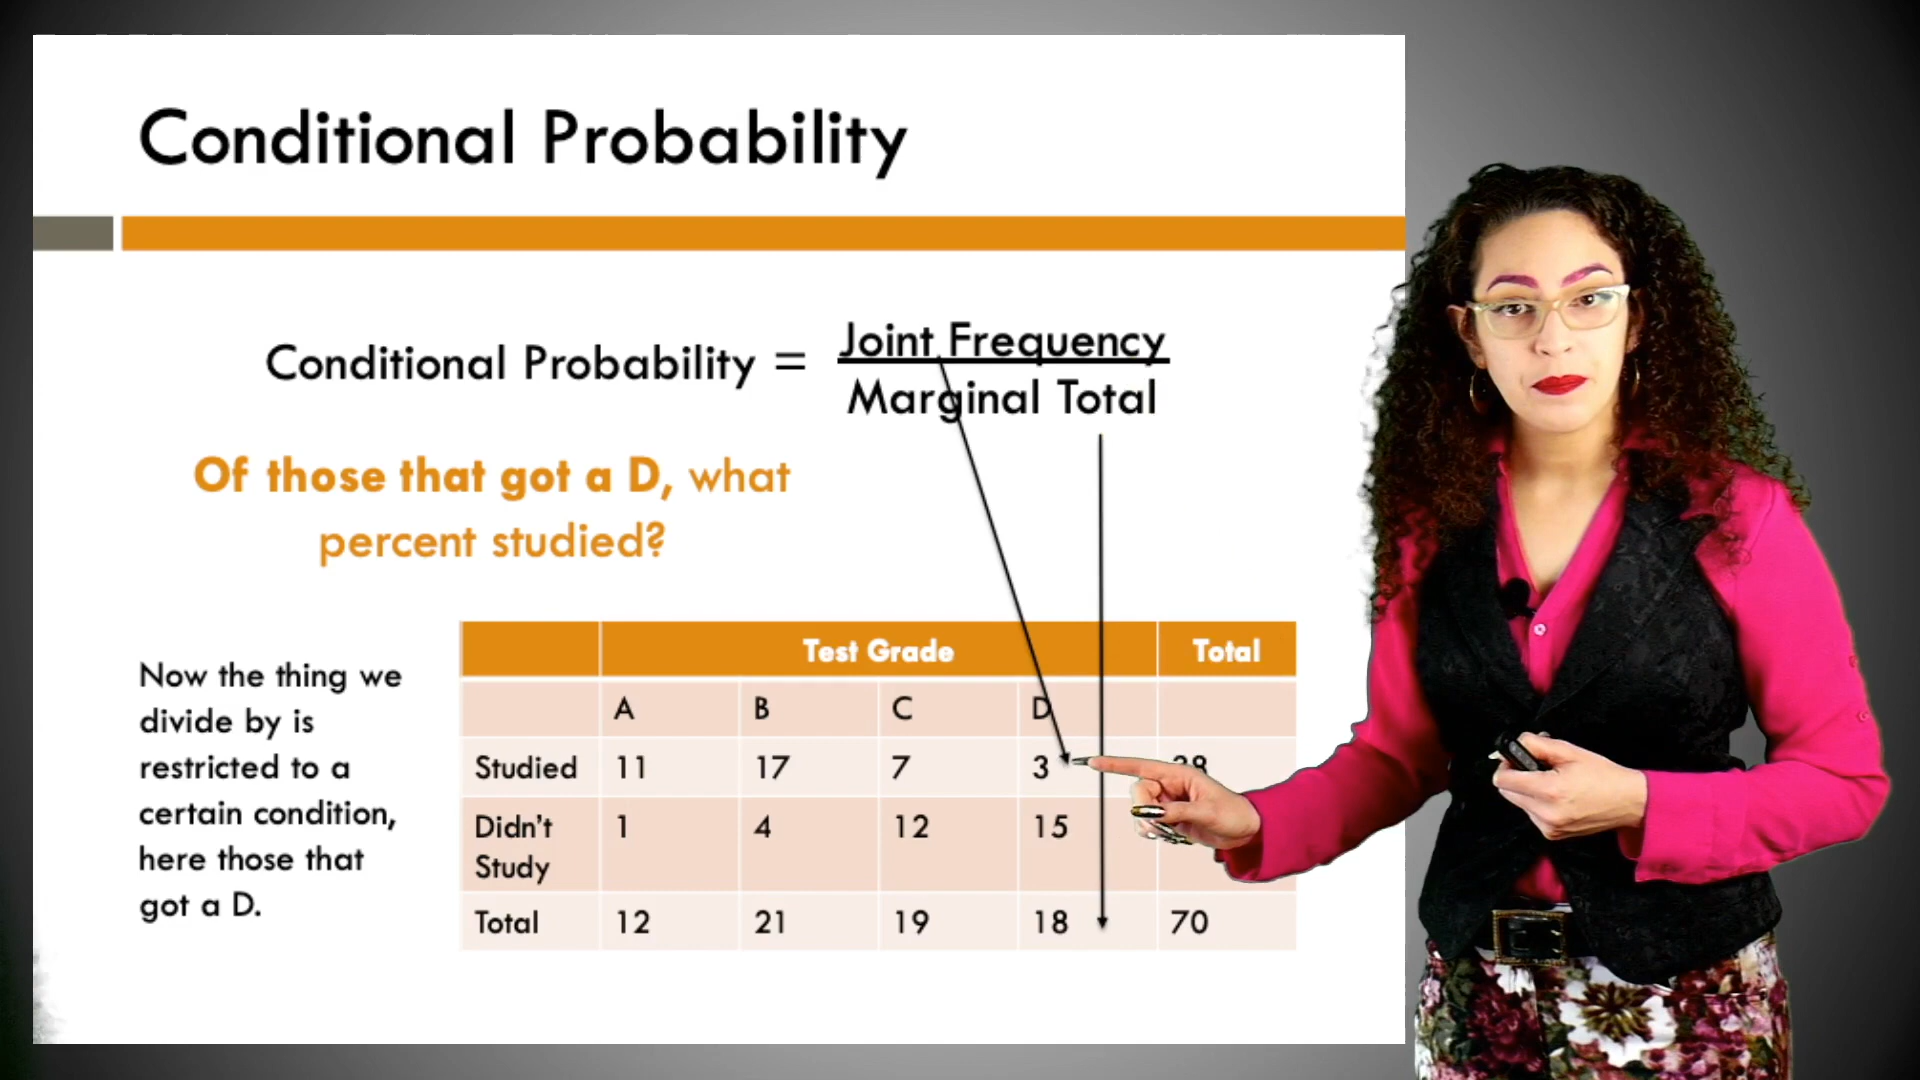 Conditional Probability
Conditional Probability = Joint Frequency
Marginal Total
Of those that got a D, what
percent studied?
Now the thing we
divide by is
restricted to a
certain condition,
here those that
got a D.
Test Grade Total
A B C D
Studied 11 17 7 3 38
Didn't 1 4 12 15
Study
Total 12 21 19 18 70